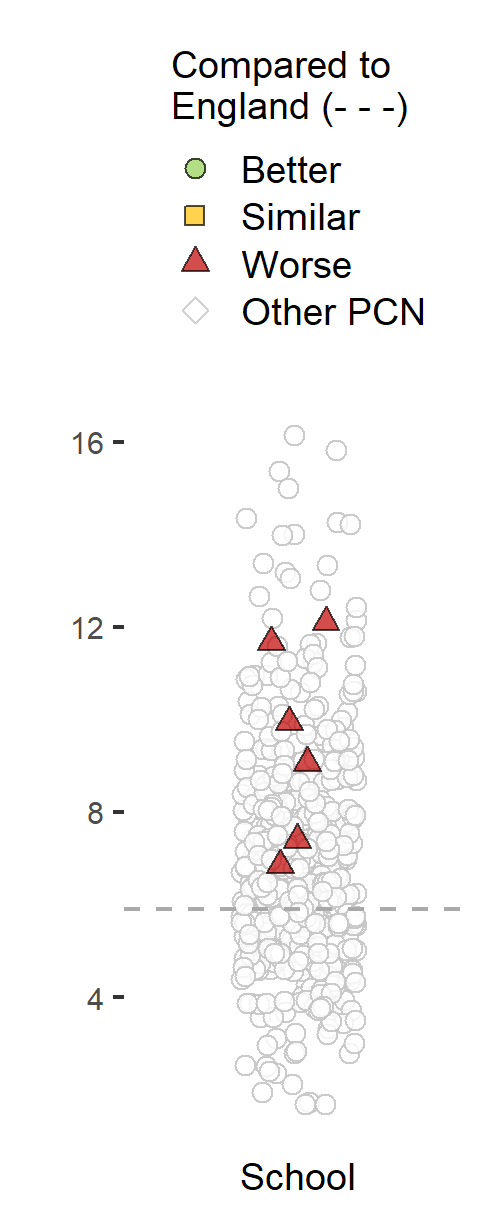 Compared to
England (- - -)
Better
Similar
Worse
Other PCN
16
12
8
4
School